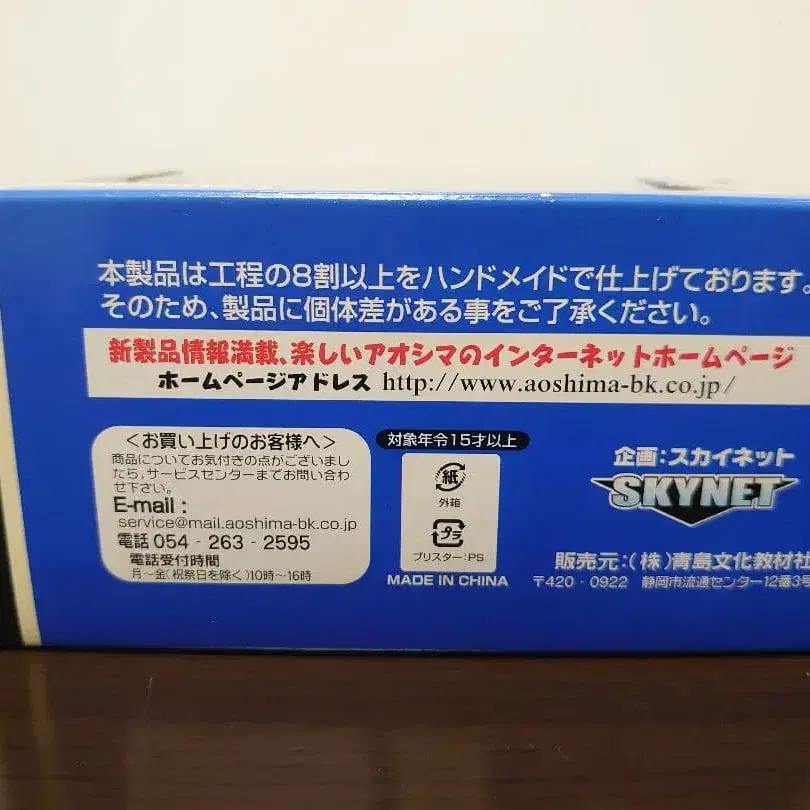 本製品は工程の8割以上をハンドメイドで仕上げております。
そのため、製品に個体差がある事をご了承ください。
新製品情報満載、楽しいアオシマのインターネットホームページ
ホームページアドレス http://www.aoshima-bk.co.jp/
＜お買い上げのお客様へ＞
商品についてお気付きの点がございまし
たら、サービスセンターまでお問い合わ
せ下さい。
E-mail：
service@mail.aoshima-bk.co.jp
電話 054 - 263 - 2595
電話受付時間
月〜金(祝祭日を除く)10時〜16時
対象年令15才以上
紙
外箱
プラ
ブリスター：PS
MADE IN CHINA
企画：スカイネット
SKYNET
販売元：(株)青島文化教材社
〒420-0922 静岡市流通センター12番3号